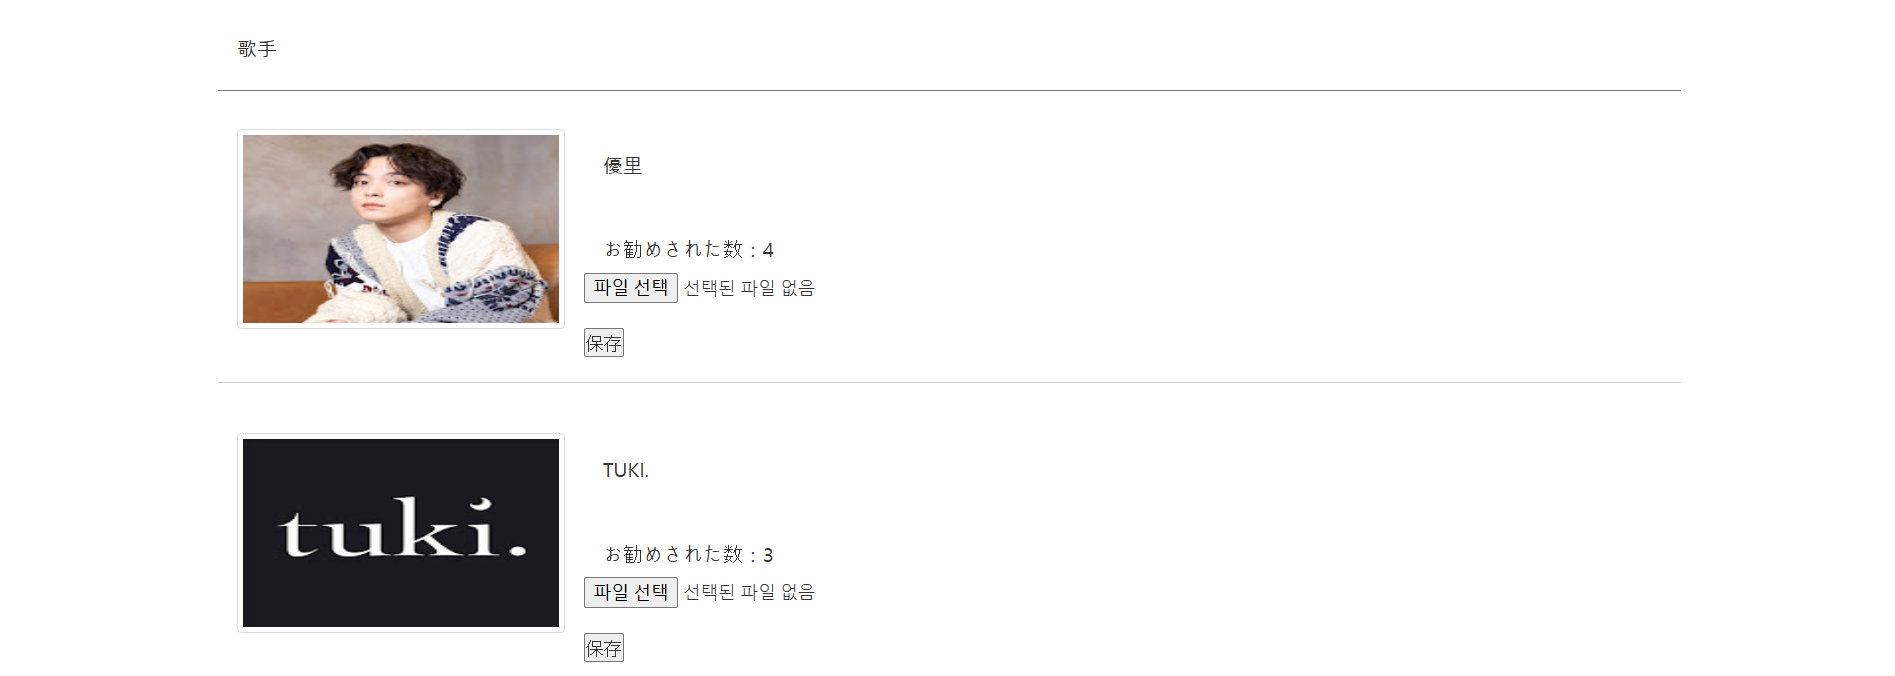 歌手
優里
お勧めされた数：4
파일 선택 선택된 파일 없음
保存
tuki.
TUKI.
お勧めされた数：3
파일 선택 선택된 파일 없음
保存